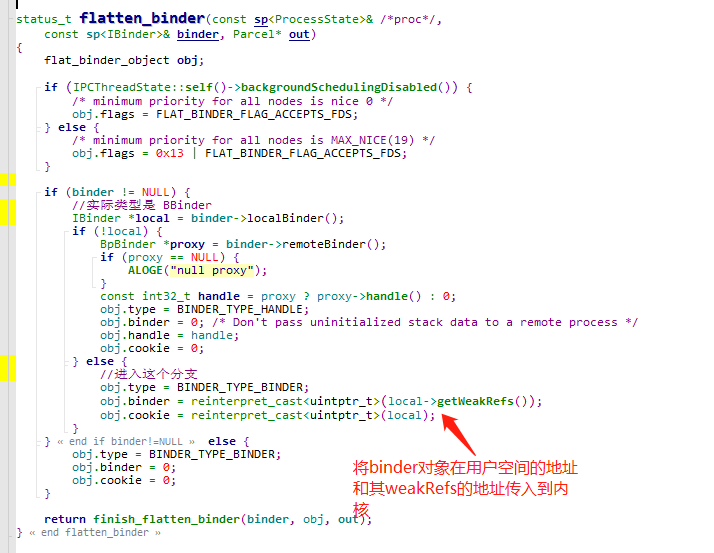 status_t flatten_binder(const sp<ProcessState>& /*proc*/,
const sp<IBinder>& binder, Parcel* out)
{
flat_binder_object obj;
if (IPCThreadState::self()->backgroundSchedulingDisabled()) {
/* minimum priority for all nodes is nice 0 */
obj.flags = FLAT_BINDER_FLAG_ACCEPTS_FDS;
} else {
/* minimum priority for all nodes is MAX_NICE(19) */
obj.flags = 0x13 | FLAT_BINDER_FLAG_ACCEPTS_FDS;
}
if (binder != NULL) {
//实际类型是 BBinder
IBinder *local = binder->localBinder();
if (!local) {
BpBinder *proxy = binder->remoteBinder();
if (proxy == NULL) {
ALOGE("null proxy");
}
const int32_t handle = proxy ? proxy->handle() : 0;
obj.type = BINDER_TYPE_HANDLE;
obj.binder = 0; /* Don't pass uninitialized stack data to a remote process */
obj.handle = handle;
obj.cookie = 0;
} else {
//进入这个分支
obj.type = BINDER_TYPE_BINDER;
obj.binder = reinterpret_cast<uintptr_t>(local->getWeakRefs());
obj.cookie = reinterpret_cast<uintptr_t>(local);
}
} « end if binder!=NULL » else {
obj.type = BINDER_TYPE_BINDER;
obj.binder = 0;
obj.cookie = 0;
}
将binder对象在用户空间的地址
和其weakRefs的地址传入到内
核
return finish_flatten_binder(binder, obj, out);
} « end flatten_binder »